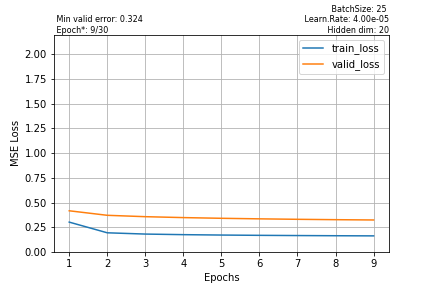 BatchSize: 25
Min valid error: 0.324
Learn.Rate: 4.00e-05
Epoch*: 9/30
Hidden dim: 20
train_loss
valid_loss
2.00
1.75
1.50
1.25
1.00
0.75
0.50
0.25
0.00
MSE Loss
1 2 3 4 5 6 7 8 9
Epochs